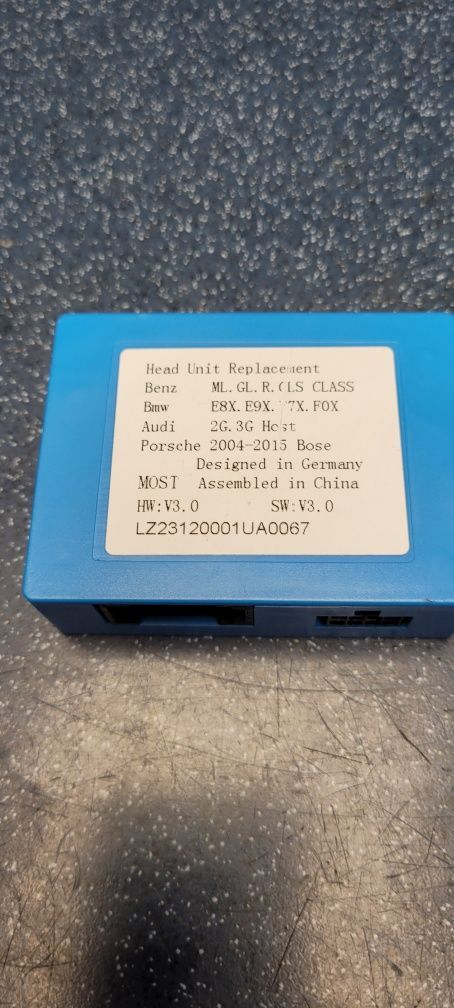 Head Unit Replacement
Benz ML.GL.R.CLS CLASS
Bmw E8X.E9X. 7X.F0X
Audi 2G.3G Host
Porsche 2004-2015 Bose
Designed in Germany
MOST Assembled in China
HW:V3.0 SW:V3.0
LZ23120001UA0067